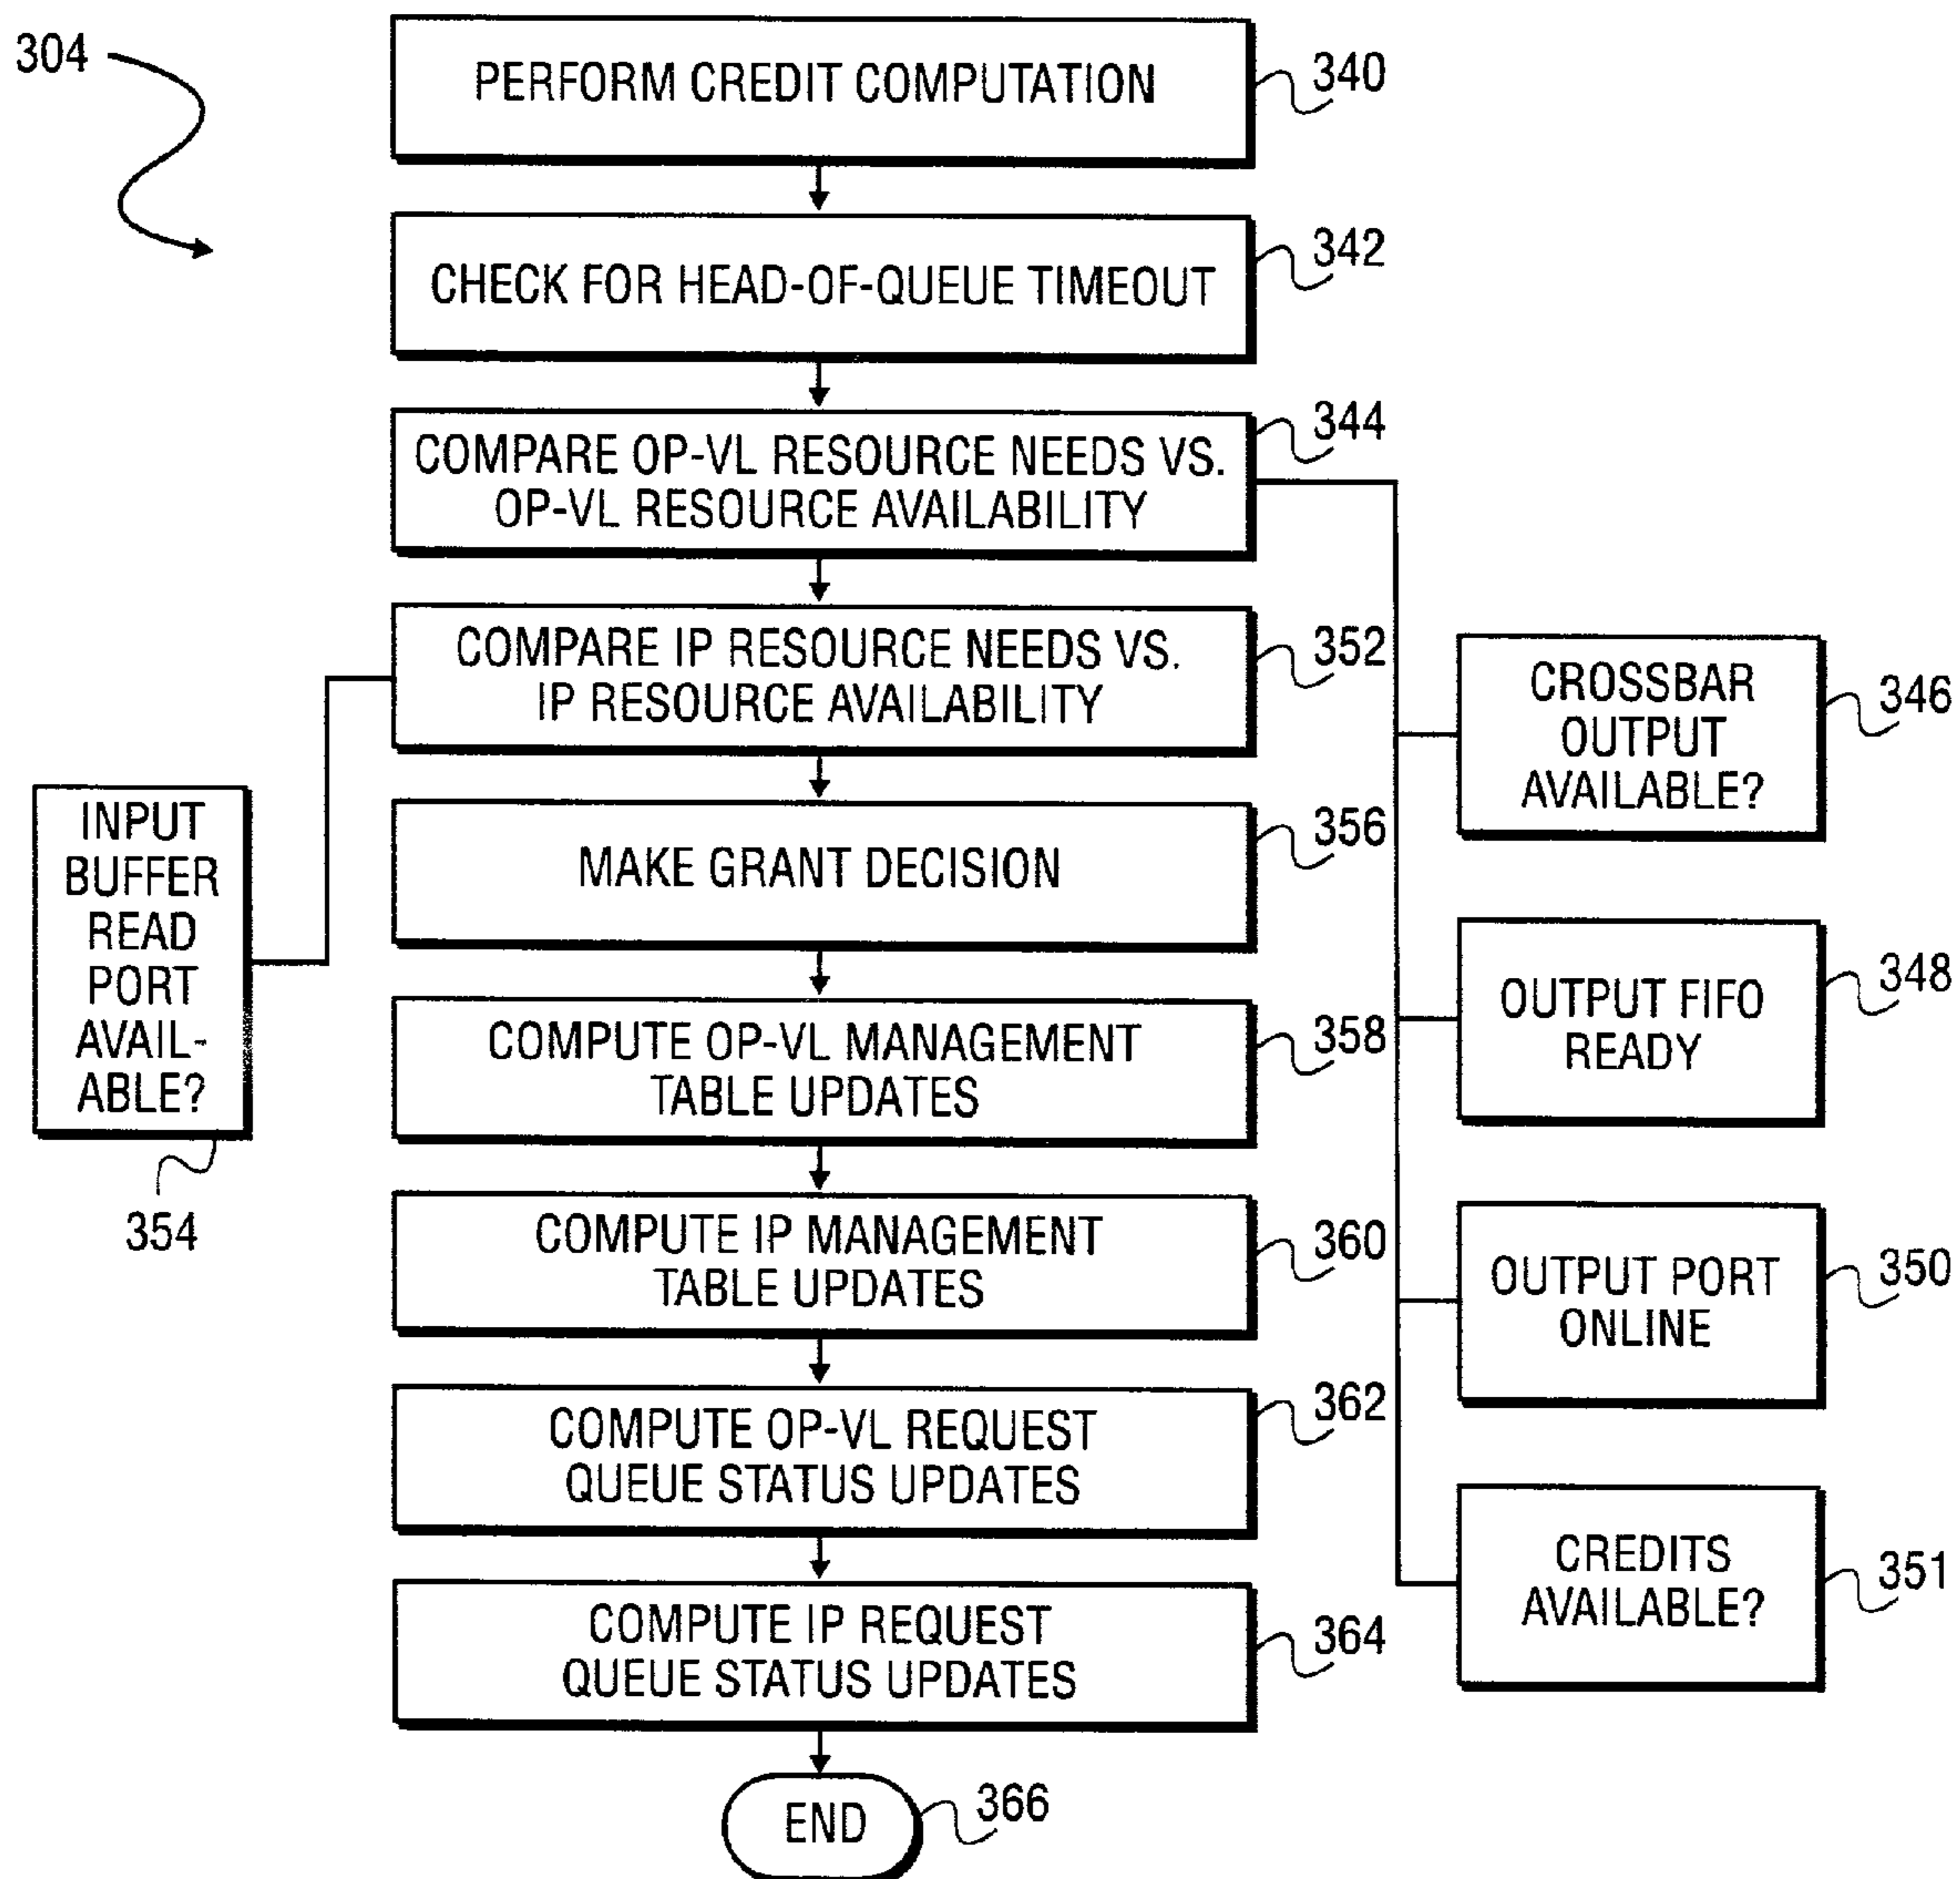 304
PERFORM CREDIT COMPUTATION
340
CHECK FOR HEAD-OF-QUEUE TIMEOUT
342
COMPARE OP-VL RESOURCE NEEDS VS.
OP-VL RESOURCE AVAILABILITY
344
COMPARE IP RESOURCE NEEDS VS.
IP RESOURCE AVAILABILITY
352
CROSSBAR
OUTPUT
AVAILABLE?
346
INPUT
BUFFER
READ
PORT
AVAIL-
ABLE?
354
MAKE GRANT DECISION
356
OUTPUT FIFO
READY
348
COMPUTE OP-VL MANAGEMENT
TABLE UPDATES
358
COMPUTE IP MANAGEMENT
TABLE UPDATES
360
OUTPUT PORT
ONLINE
350
COMPUTE OP-VL REQUEST
QUEUE STATUS UPDATES
362
CREDITS
AVAILABLE?
351
COMPUTE IP REQUEST
QUEUE STATUS UPDATES
364
END
366